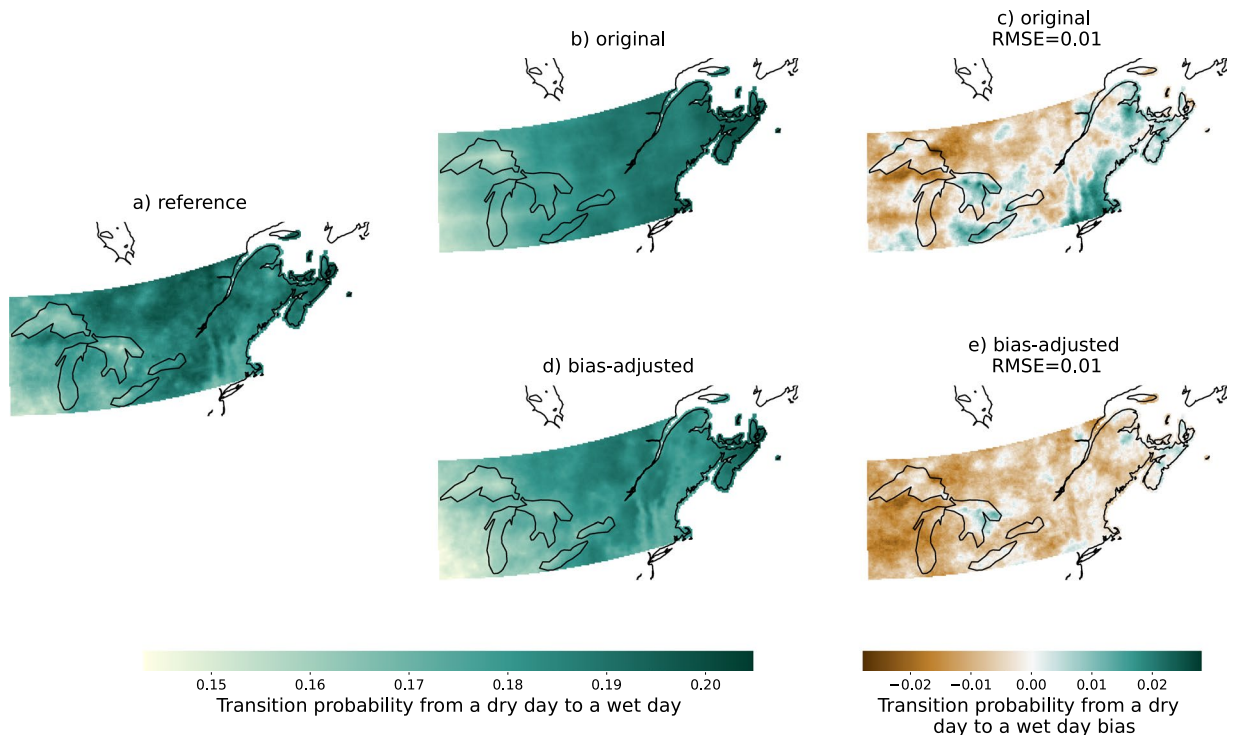 c) original
RMSE=0.01
b) original
a) reference
e) bias-adjusted
RMSE=0.01
d) bias-adjusted
0.15 0.16 0.17 0.18 0.19 0.20
Transition probability from a dry day to a wet day
−0.02 −0.01 0.00 0.01 0.02
Transition probability from a dry
day to a wet day bias